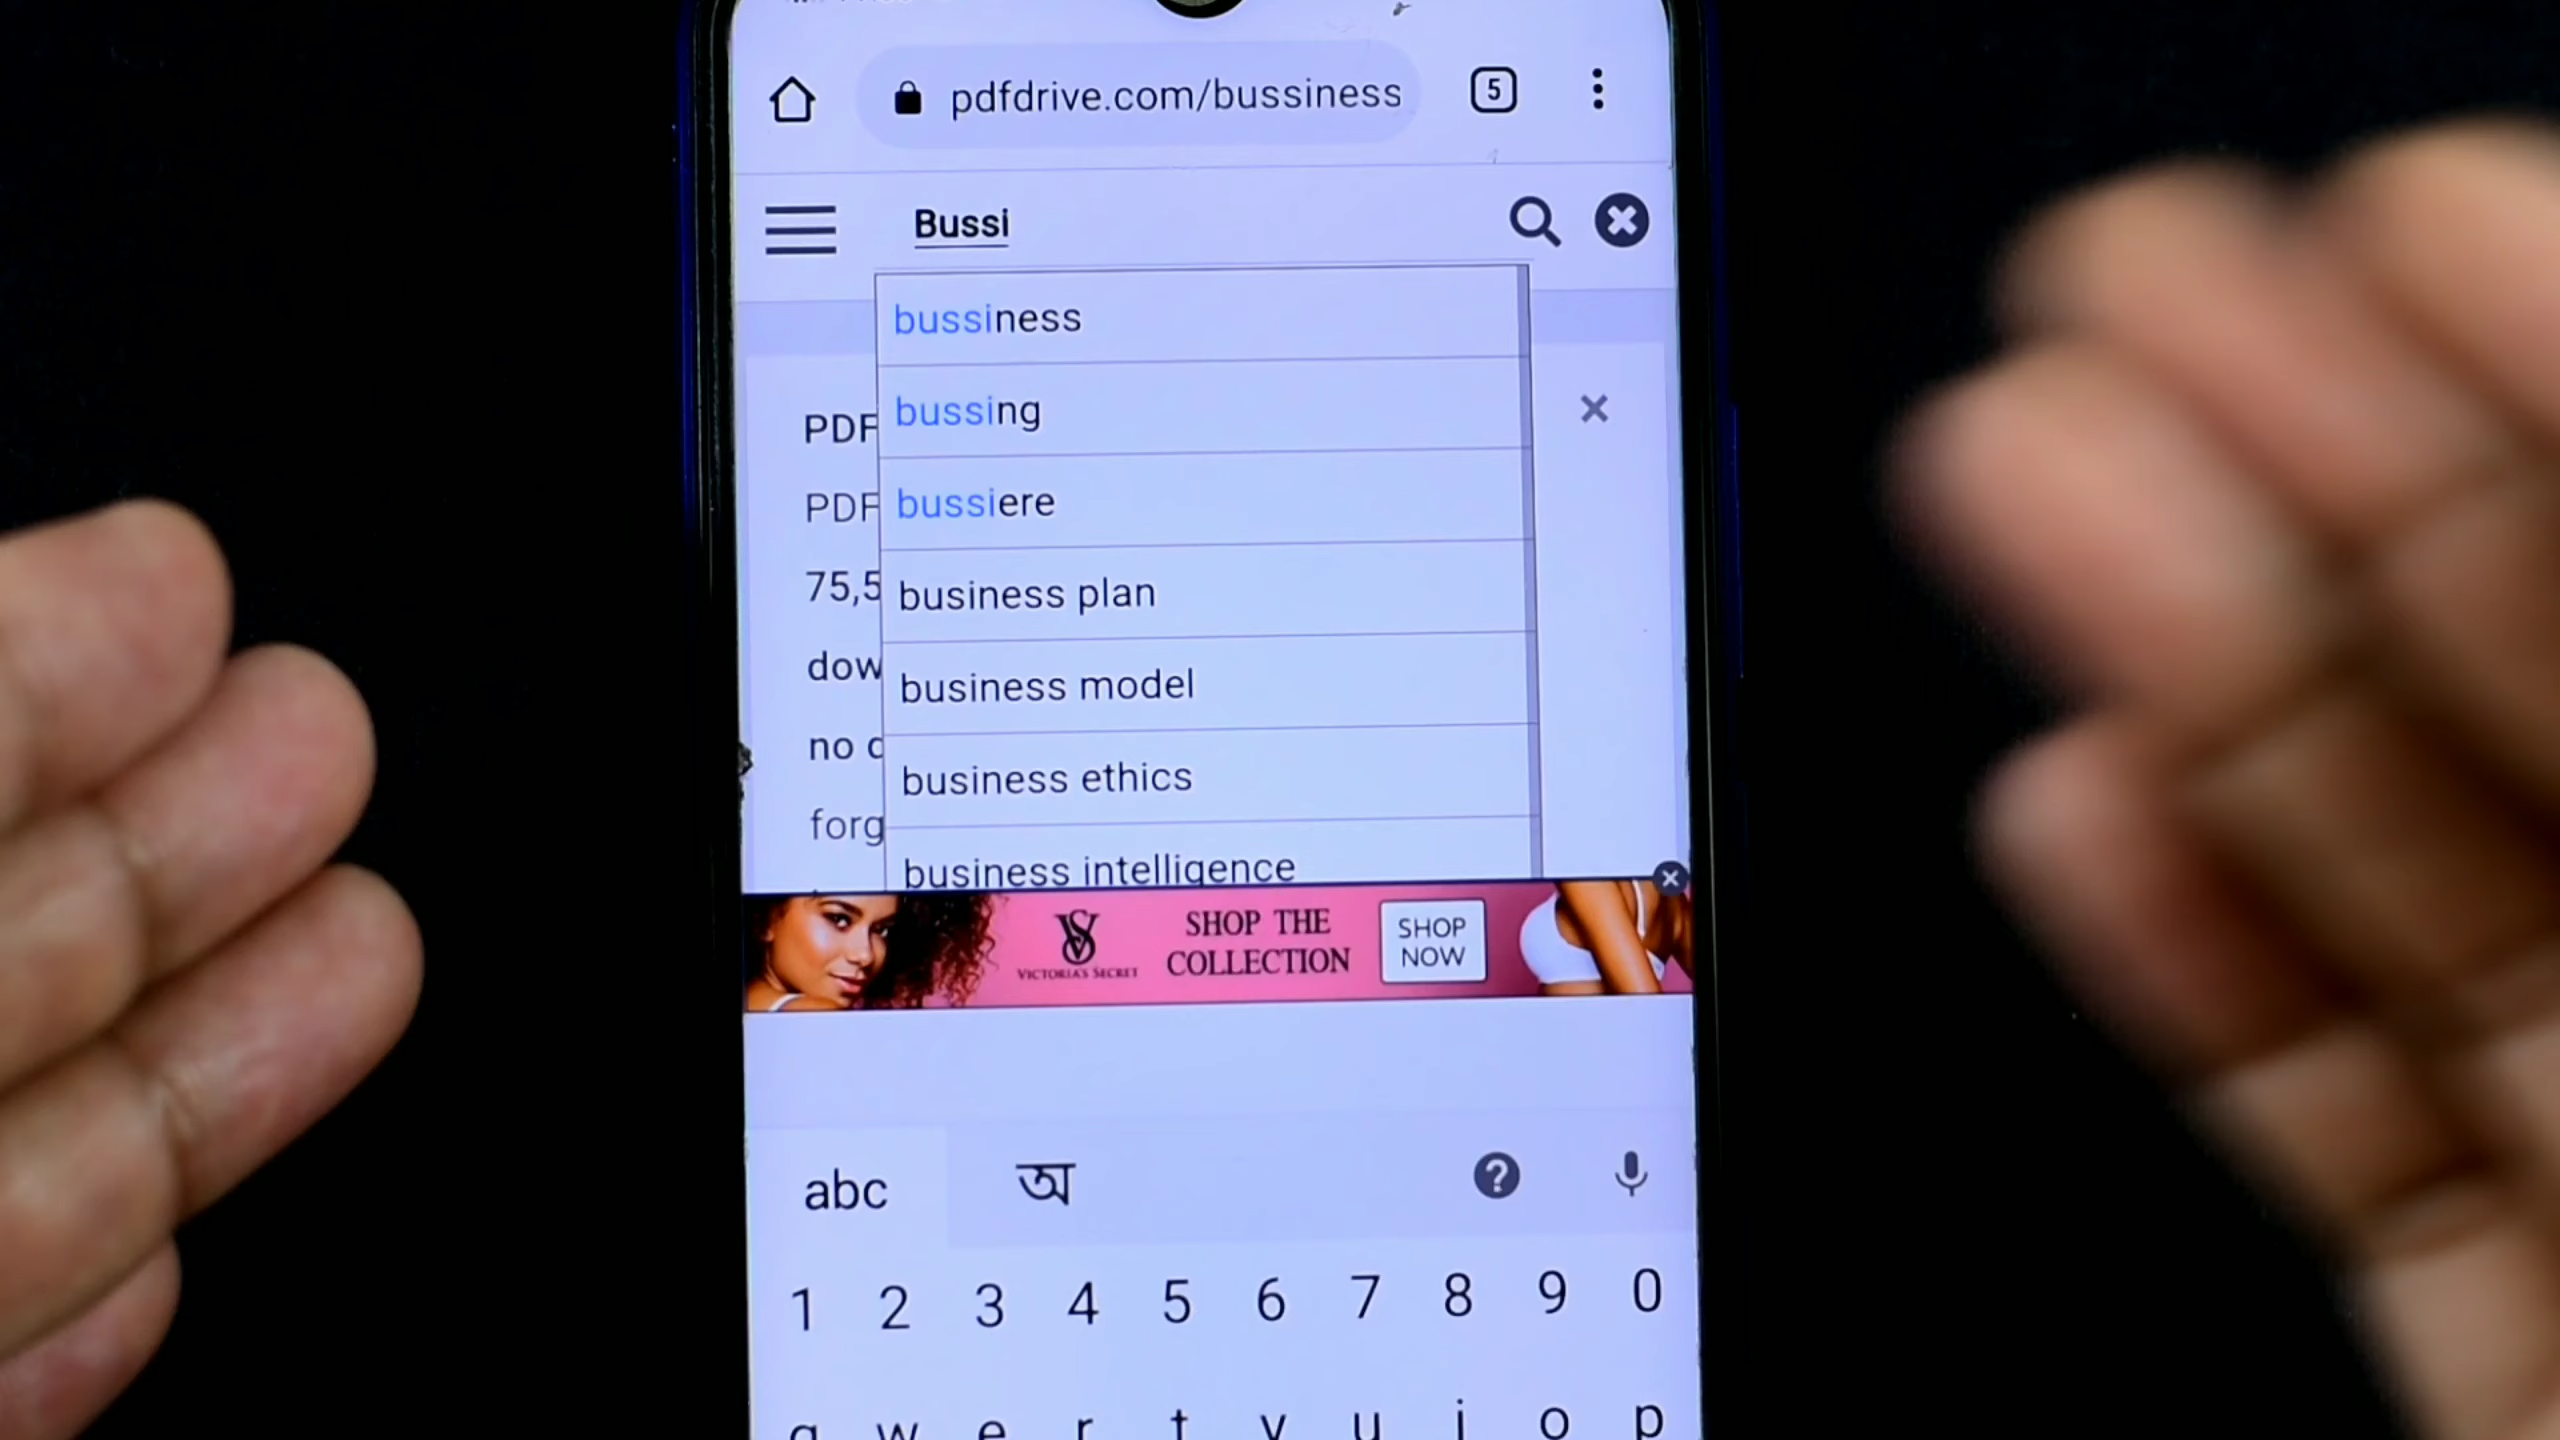 pdfdrive.com/bussiness
5
Bussi
bussiness
bussing
bussiere
business plan
business model
business ethics
business intelligence
PDF
PDF
75,5
dow
no
forg
VS
VICTORIA'S SECRET
SHOP THE
COLLECTION
SHOP
NOW
abc অ
1 2 3 4 5 6 7 8 9 0
q w e r t y u i o p